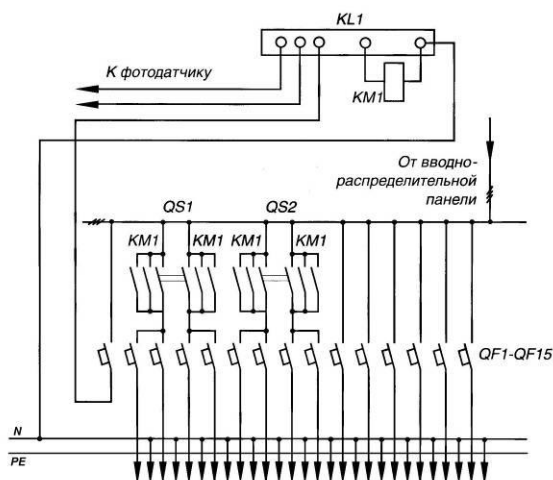 KL1
К фотодатчику
KM1
От вводно-
распределительной
панели
QS1 QS2
KM1 KM1 KM1 KM1
QF1-QF15
N
PE